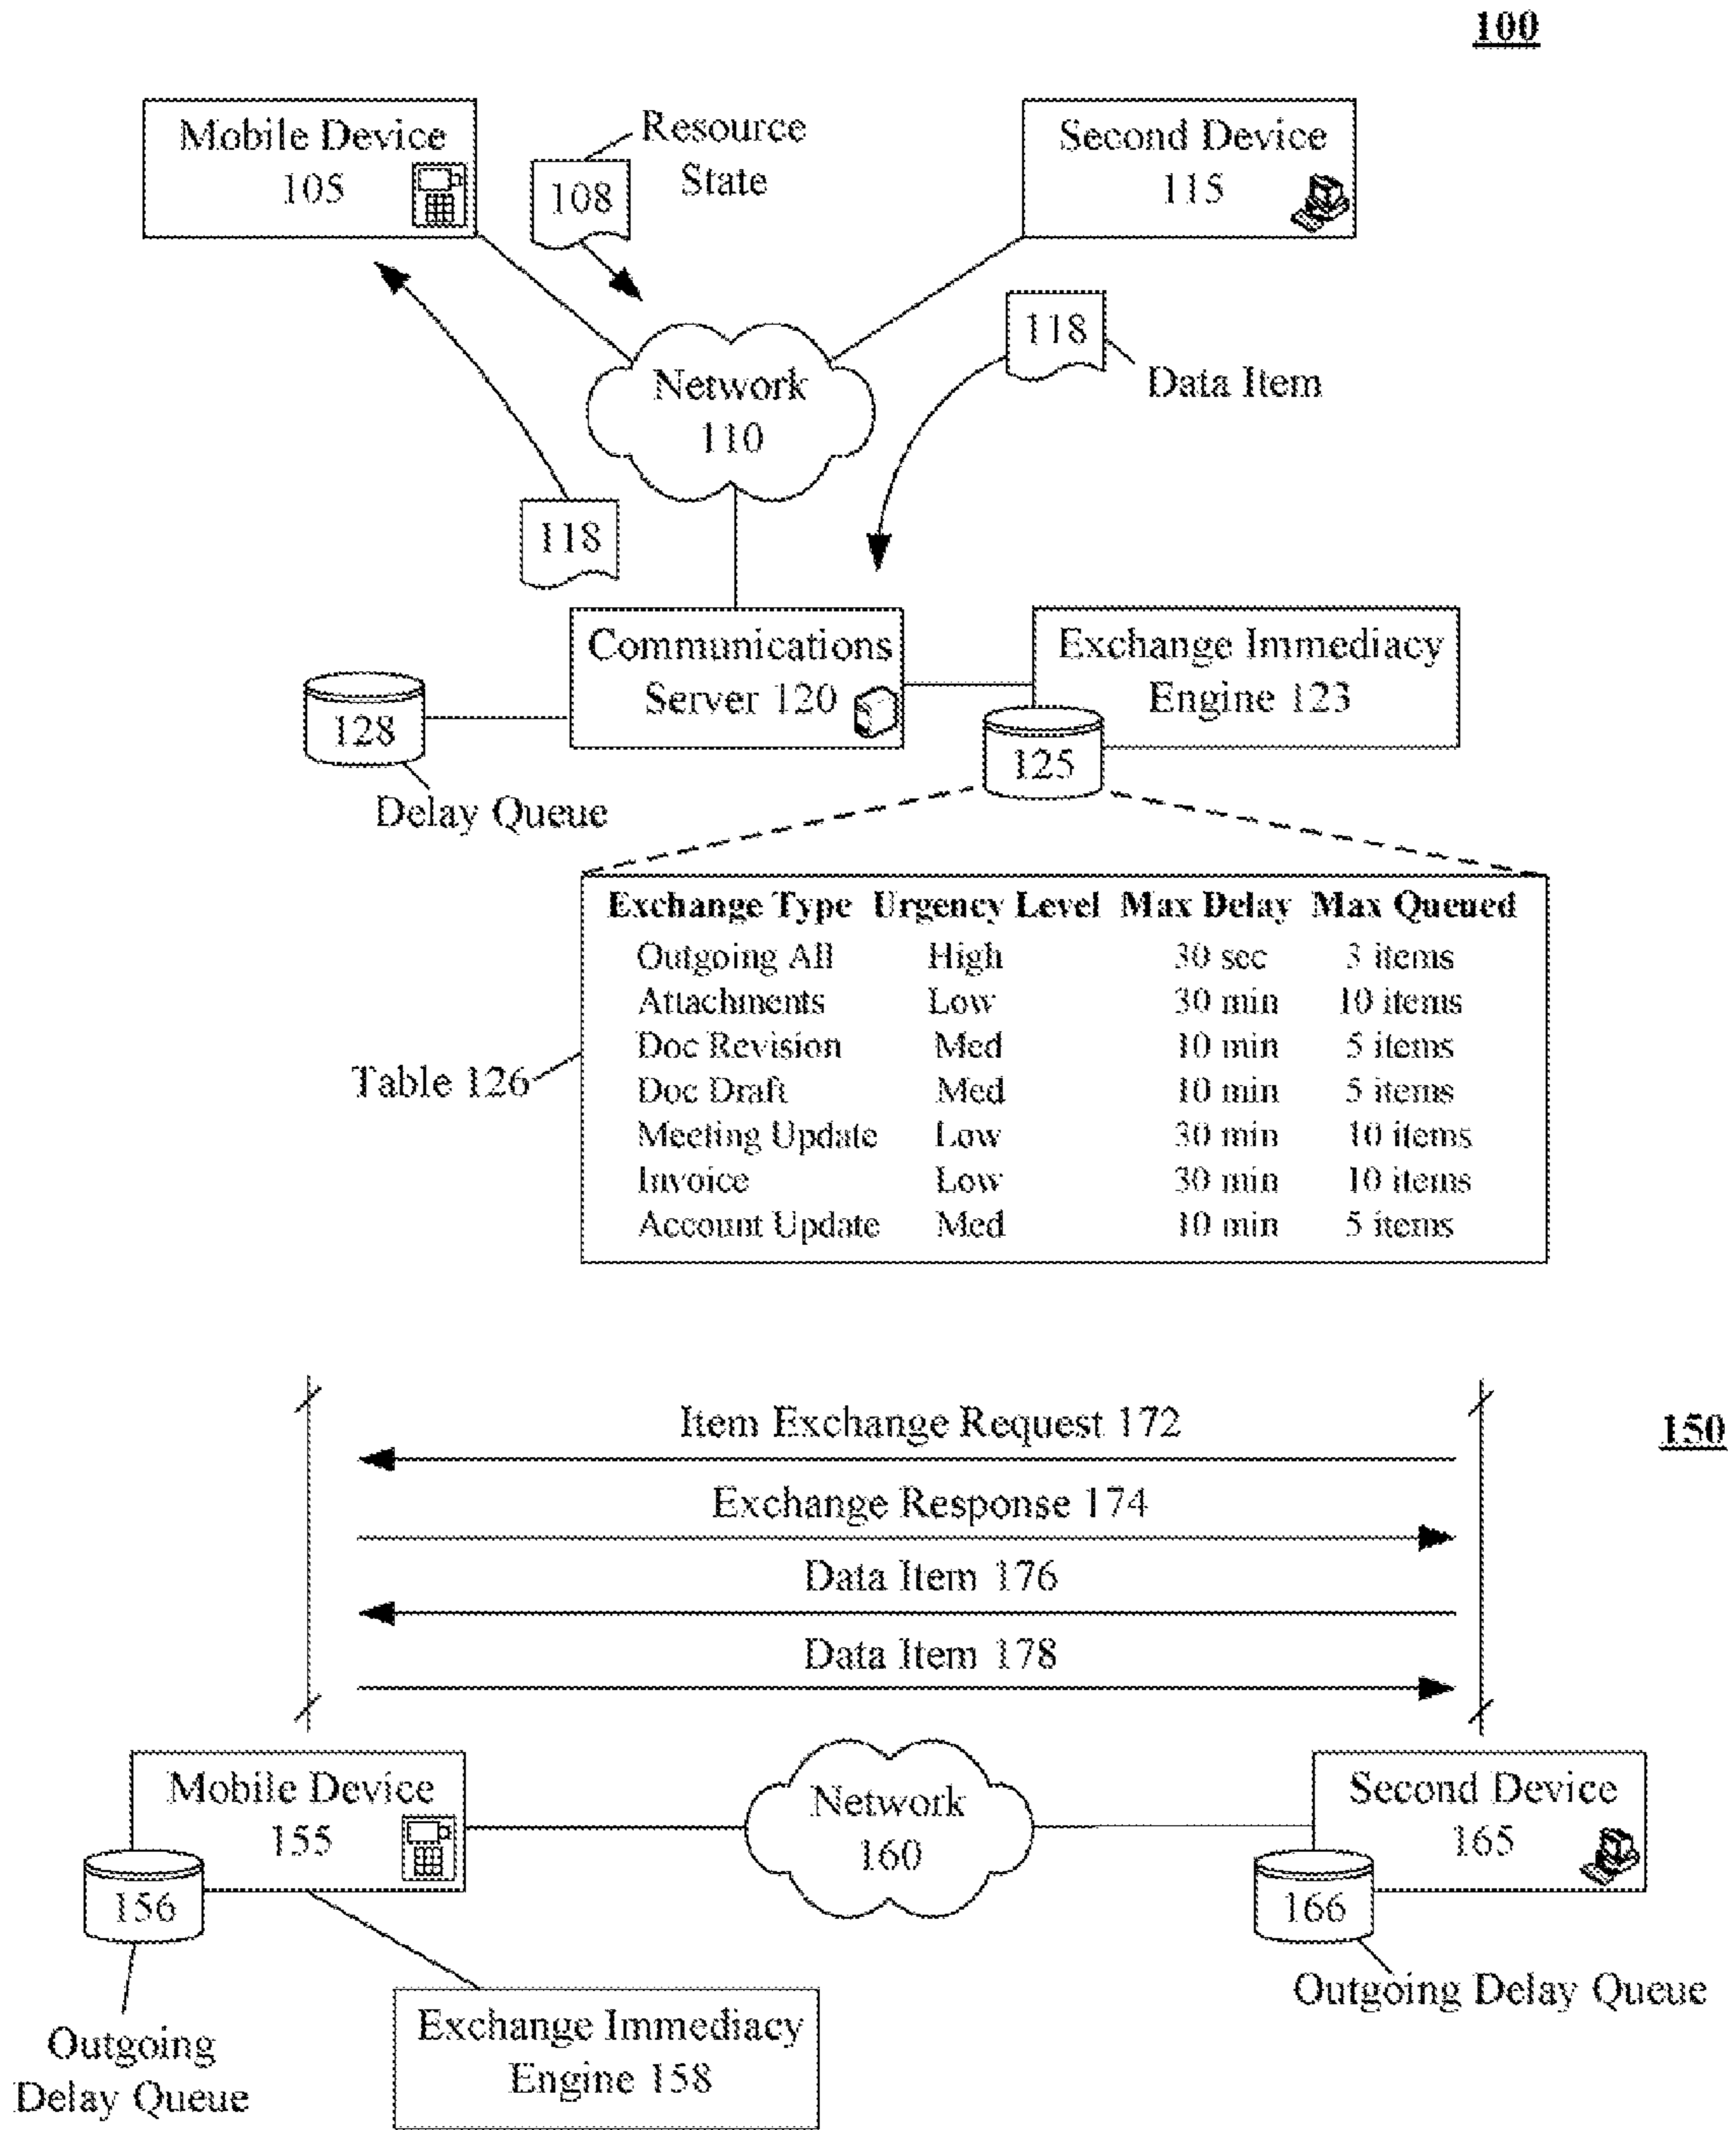 100
Mobile Device
105
Resource
State
108
Second Device
115
118
Data Item
Network
110
118
Communications
Server 120
Exchange Immediacy
Engine 123
128
125
Delay Queue
Exchange Type Urgency Level Max Delay Max Queued
Outgoing All High 30 sec 3 items
Attachments Low 30 min 10 items
Doc Revision Med 10 min 5 items
Doc Draft Med 10 min 5 items
Meeting Update Low 30 min 10 items
Invoice Low 30 min 10 items
Account Update Med 10 min 5 items
Table 126
150
Item Exchange Request 172
Exchange Response 174
Data Item 176
Data Item 178
Mobile Device
155
156
Network
160
Second Device
165
166
Outgoing Delay Queue
Outgoing
Delay Queue
Exchange Immediacy
Engine 158